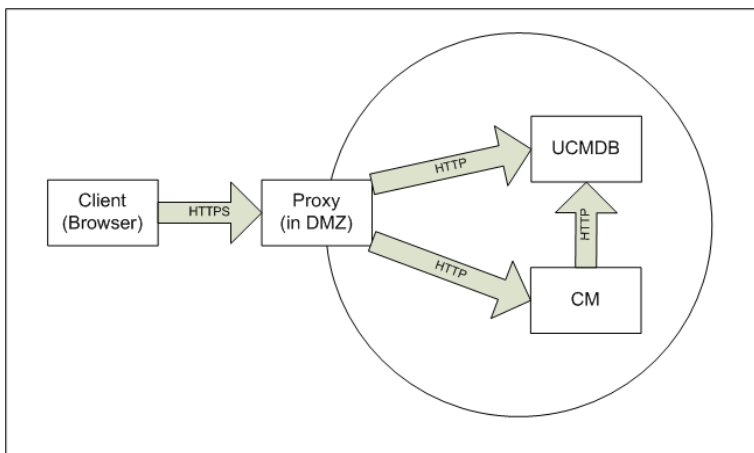 Client
(Browser)
HTTPS
Proxy
(in DMZ)
HTTP
UCMDB
HTTP
HTTP
CM